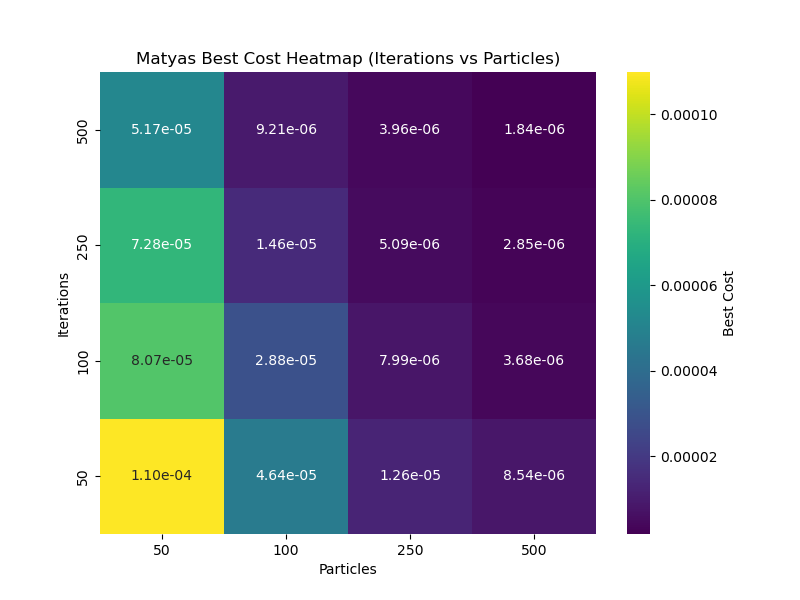 Matyas Best Cost Heatmap (Iterations vs Particles)
500 5.17e-05 9.21e-06 3.96e-06 1.84e-06
250 7.28e-05 1.46e-05 5.09e-06 2.85e-06
100 8.07e-05 2.88e-05 7.99e-06 3.68e-06
50 1.10e-04 4.64e-05 1.26e-05 8.54e-06
Iterations
50 100 250 500
Particles
0.00010
0.00008
0.00006
0.00004
0.00002
Best Cost